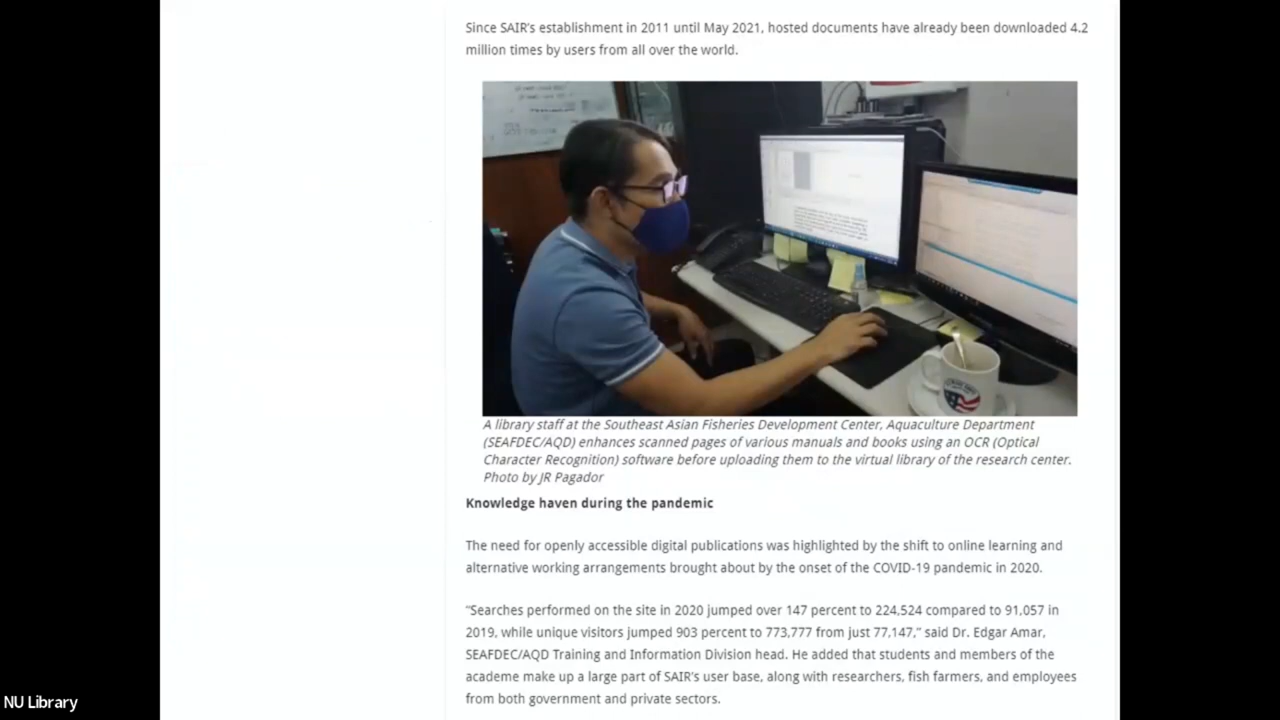 Since SAIR's establishment in 2011 until May 2021, hosted documents have already been downloaded 4.2
million times by users from all over the world.
A library staff at the Southeast Asian Fisheries Development Center, Aquaculture Department
(SEAFDEC/AQD) enhances scanned pages of various manuals and books using an OCR (Optical
Character Recognition) software before uploading them to the virtual library of the research center.
Photo by JR Pagador
Knowledge haven during the pandemic
The need for openly accessible digital publications was highlighted by the shift to online learning and
alternative working arrangements brought about by the onset of the COVID-19 pandemic in 2020.
“Searches performed on the site in 2020 jumped over 147 percent to 224,524 compared to 91,057 in
2019, while unique visitors jumped 903 percent to 773,777 from just 77,147,” said Dr. Edgar Amar,
SEAFDEC/AQD Training and Information Division head. He added that students and members of the
academe make up a large part of SAIR's user base, along with researchers, fish farmers, and employees
from both government and private sectors.
NU Library